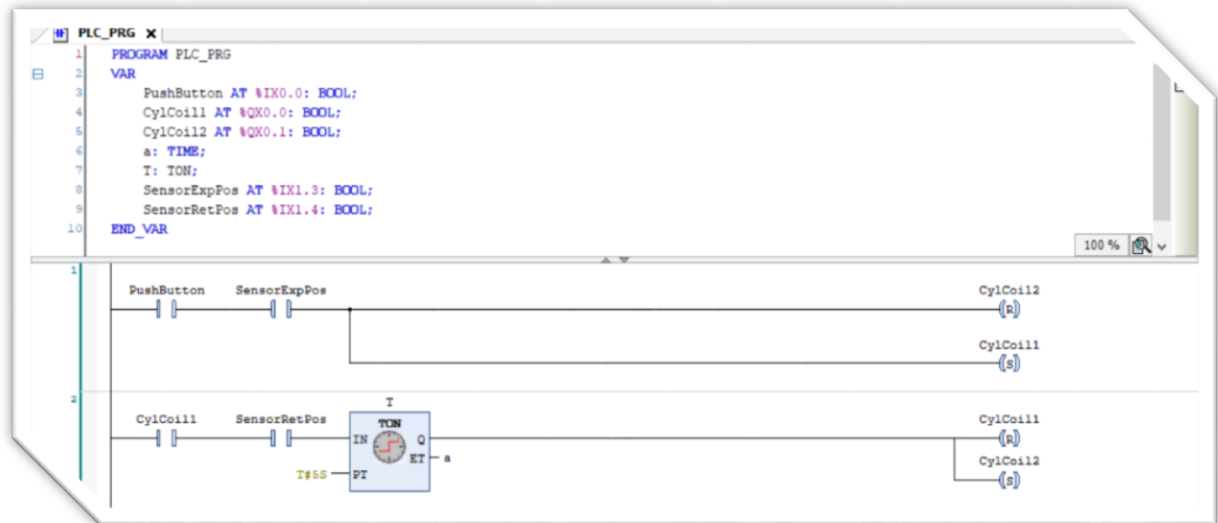 PLC_PRG X
1 PROGRAM PLC_PRG
2 VAR
3 PushButton AT %IX0.0: BOOL;
4 CylCoil1 AT %QX0.0: BOOL;
5 CylCoil2 AT %QX0.1: BOOL;
6 a: TIME;
7 T: TON;
8 SensorExpPos AT %IX1.3: BOOL;
9 SensorRetPos AT %IX1.4: BOOL;
10 END_VAR
100 %
1
PushButton SensorExpPos CylCoil2
(R)
CylCoil1
(S)
2
T
CylCoil1 SensorRetPos TON CylCoil1
IN Q (R)
ET a CylCoil2
T#5S PT (S)